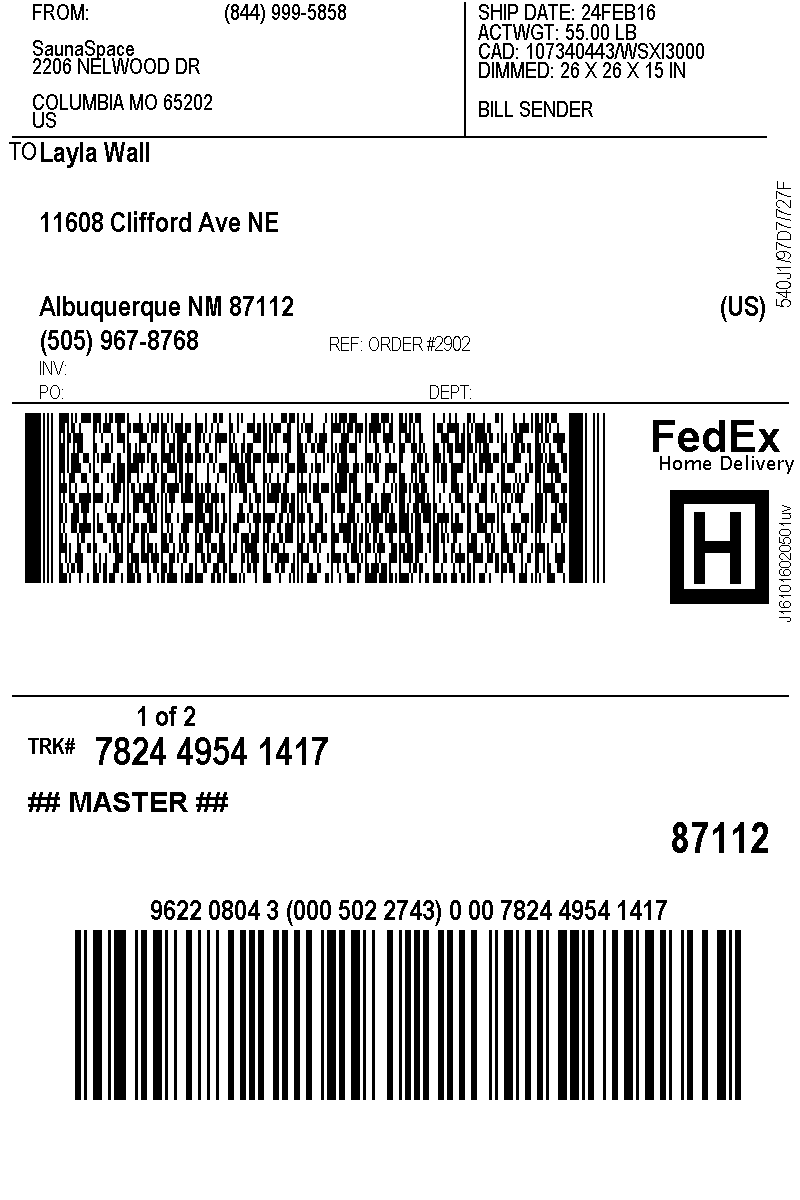 FROM: (844) 999-5858
SaunaSpace
2206 NELWOOD DR
COLUMBIA MO 65202
US
SHIP DATE: 24FEB16
ACTWGT: 55.00 LB
CAD: 107340443/WSXI3000
DIMMED: 26 X 26 X 15 IN
BILL SENDER
TO Layla Wall
11608 Clifford Ave NE
Albuquerque NM 87112 (US)
(505) 967-8768 REF: ORDER #2902
INV:
PO: DEPT:
540J1/97D7/727F
FedEx
Home Delivery
H
J161016020501uv
1 of 2
TRK# 7824 4954 1417
## MASTER ##
87112
9622 0804 3 (000 502 2743) 0 00 7824 4954 1417